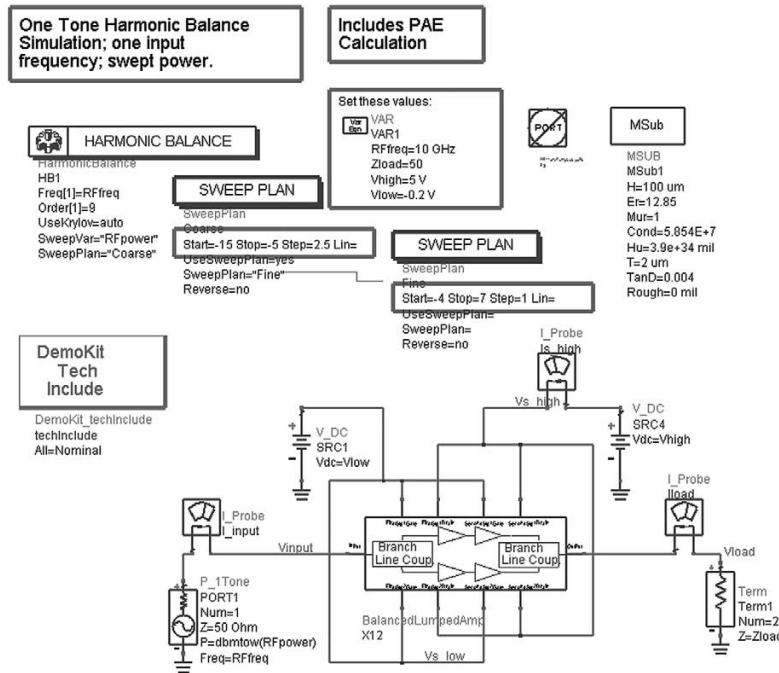 One Tone Harmonic Balance
Simulation; one input
frequency; swept power.
Includes PAE
Calculation
HARMONIC BALANCE
HarmonicBalance
HB1
Freq[1]=RFfreq
Order[1]=9
UseKrylov=auto
SweepVar="RFpower"
SweepPlan="Coarse"
SWEEP PLAN
SweepPlan
Coarse
Start=-15 Stop=-5 Step=2.5 Lin=
UseSweepPlan=yes
SweepPlan="Fine"
Reverse=no
Set these values:
Var
Eqn
VAR
VAR1
RFfreq=10 GHz
Zload=50
Vhigh=5 V
Vlow=-0.2 V
SWEEP PLAN
SweepPlan
Fine
Start=-4 Stop=7 Step=1 Lin=
UseSweepPlan=
SweepPlan=
Reverse=no
PORT
MSub
MSUB
MSub1
H=100 um
Er=12.85
Mur=1
Cond=5.854E+7
Hu=3.9e+34 mil
T=2 um
TanD=0.004
Rough=0 mil
DemoKit
Tech
Include
DemoKit_techInclude
techInclude
All=Nominal
I_Probe
Is_high
Vs_high
V_DC
SRC1
Vdc=Vlow
V_DC
SRC4
Vdc=Vhigh
I_Probe
I_input
Vinput
I_Probe
Iload
Vload
Branch
Line Coup.
Branch
Line Coup.
BalancedLumpedAmp
X12
Vs_low
P_1Tone
PORT1
Num=1
Z=50 Ohm
P=dbmtow(RFpower)
Freq=RFfreq
Term
Term1
Num=2
Z=Zload